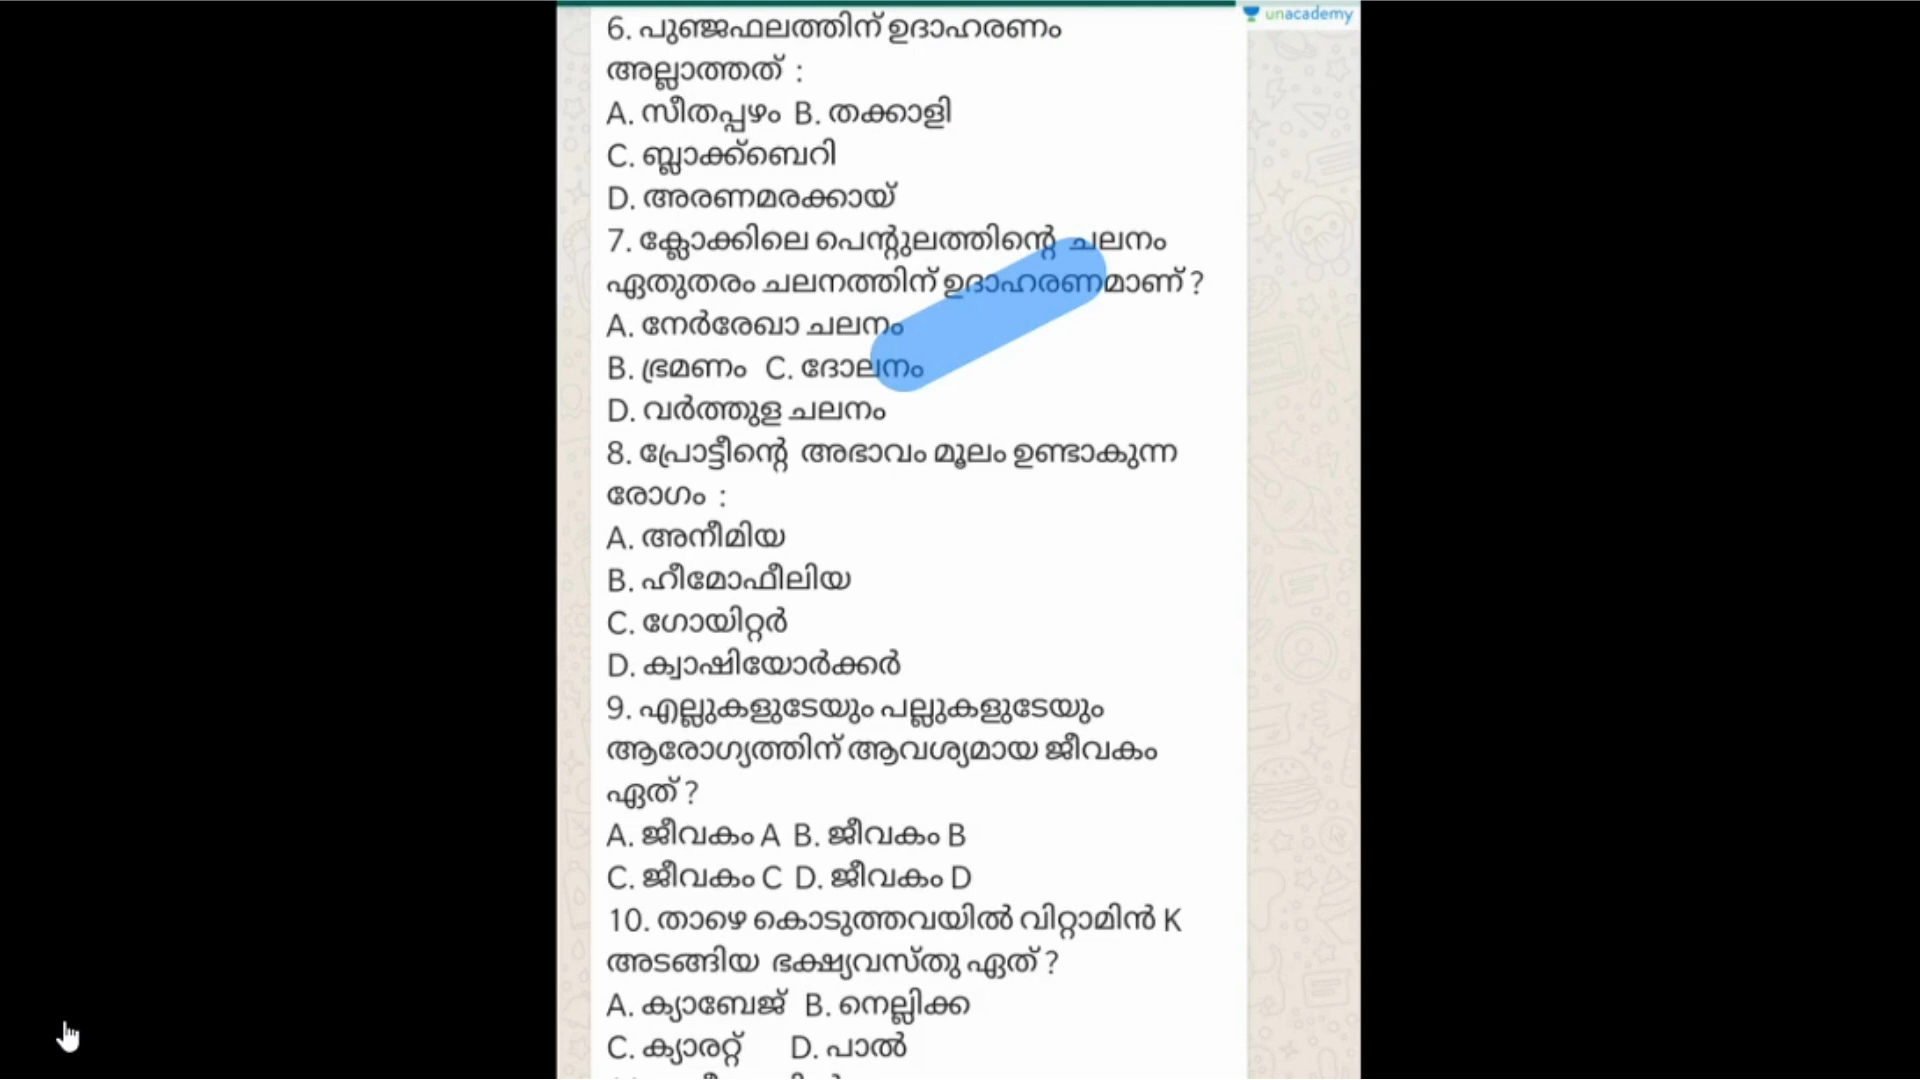 unacademy
6. പുഞ്ജഫലത്തിന് ഉദാഹരണം
അല്ലാത്തത് :
A. സീതപ്പഴം B. തക്കാളി
C. ബ്ലാക്ക്ബെറി
D. അരണമരക്കായ്
7. ക്ലോക്കിലെ പെന്റുലത്തിന്റെ ചലനം
ഏതുതരം ചലനത്തിന് ഉദാഹരണമാണ് ?
A. നേർരേഖാ ചലനം
B. ഭ്രമണം C. ദോലനം
D. വർത്തുള ചലനം
8. പ്രോട്ടീന്റെ അഭാവം മൂലം ഉണ്ടാകുന്ന
രോഗം :
A. അനീമിയ
B. ഹീമോഫീലിയ
C. ഗോയിറ്റർ
D. ക്വാഷിയോർക്കർ
9. എല്ലുകളുടേയും പല്ലുകളുടേയും
ആരോഗ്യത്തിന് ആവശ്യമായ ജീവകം
ഏത് ?
A. ജീവകം A B. ജീവകം B
C. ജീവകം C D. ജീവകം D
10. താഴെ കൊടുത്തവയിൽ വിറ്റാമിൻ K
അടങ്ങിയ ഭക്ഷ്യവസ്തു ഏത് ?
A. ക്യാബേജ് B. നെല്ലിക്ക
C. ക്യാരറ്റ് D. പാൽ